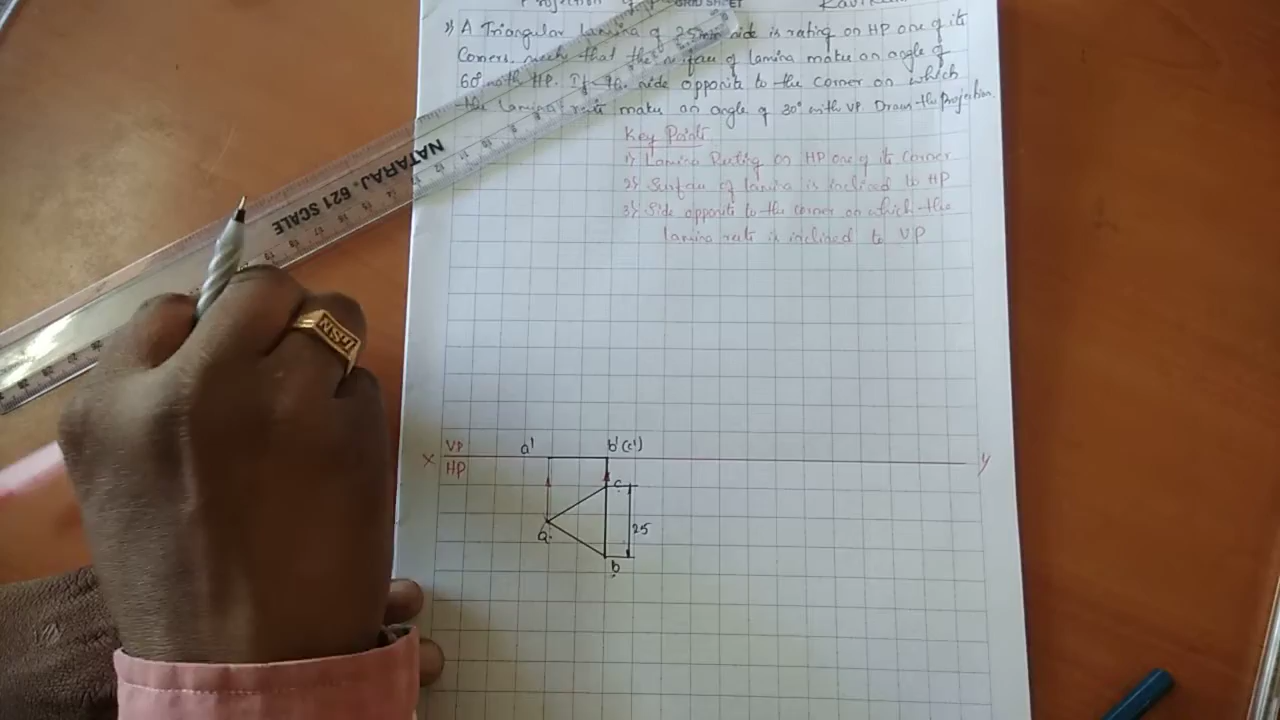 Projection of GRID SHEET
1) A Triangular lamina of 25mm side is resting on HP one of its
Corners such that the surface of lamina makes an angle of
60° with HP. If the side opposite to the corner on which
the lamina rests makes an angle of 30° with VP. Draw the projection.
Key Points
1) Lamina Resting on HP one of its corner
2) Surface of lamina is inclined to HP
3) Side opposite to the corner on which the
lamina rests is inclined to VP
NATARAJ. 621 SCALE
NSN
X VP a' b'(c') Y
HP
c
a
25
b